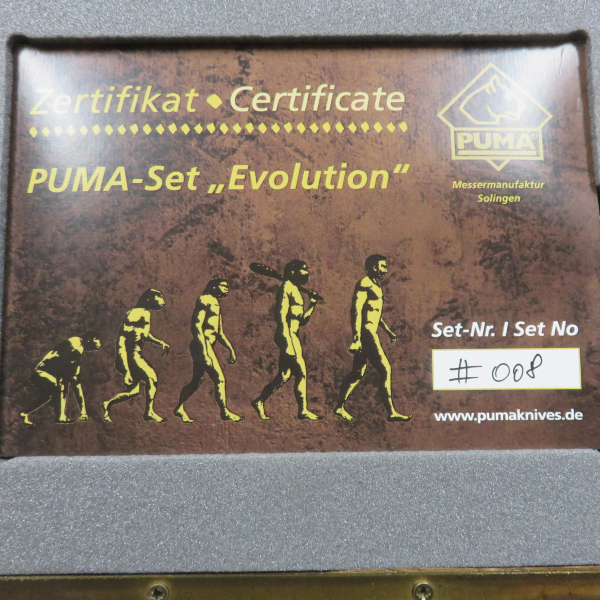 Zertifikat ◆ Certificate
PUMA
PUMA-Set „Evolution“
Messermanufaktur
Solingen
Set-Nr. I Set No
# 008
www.pumaknives.de